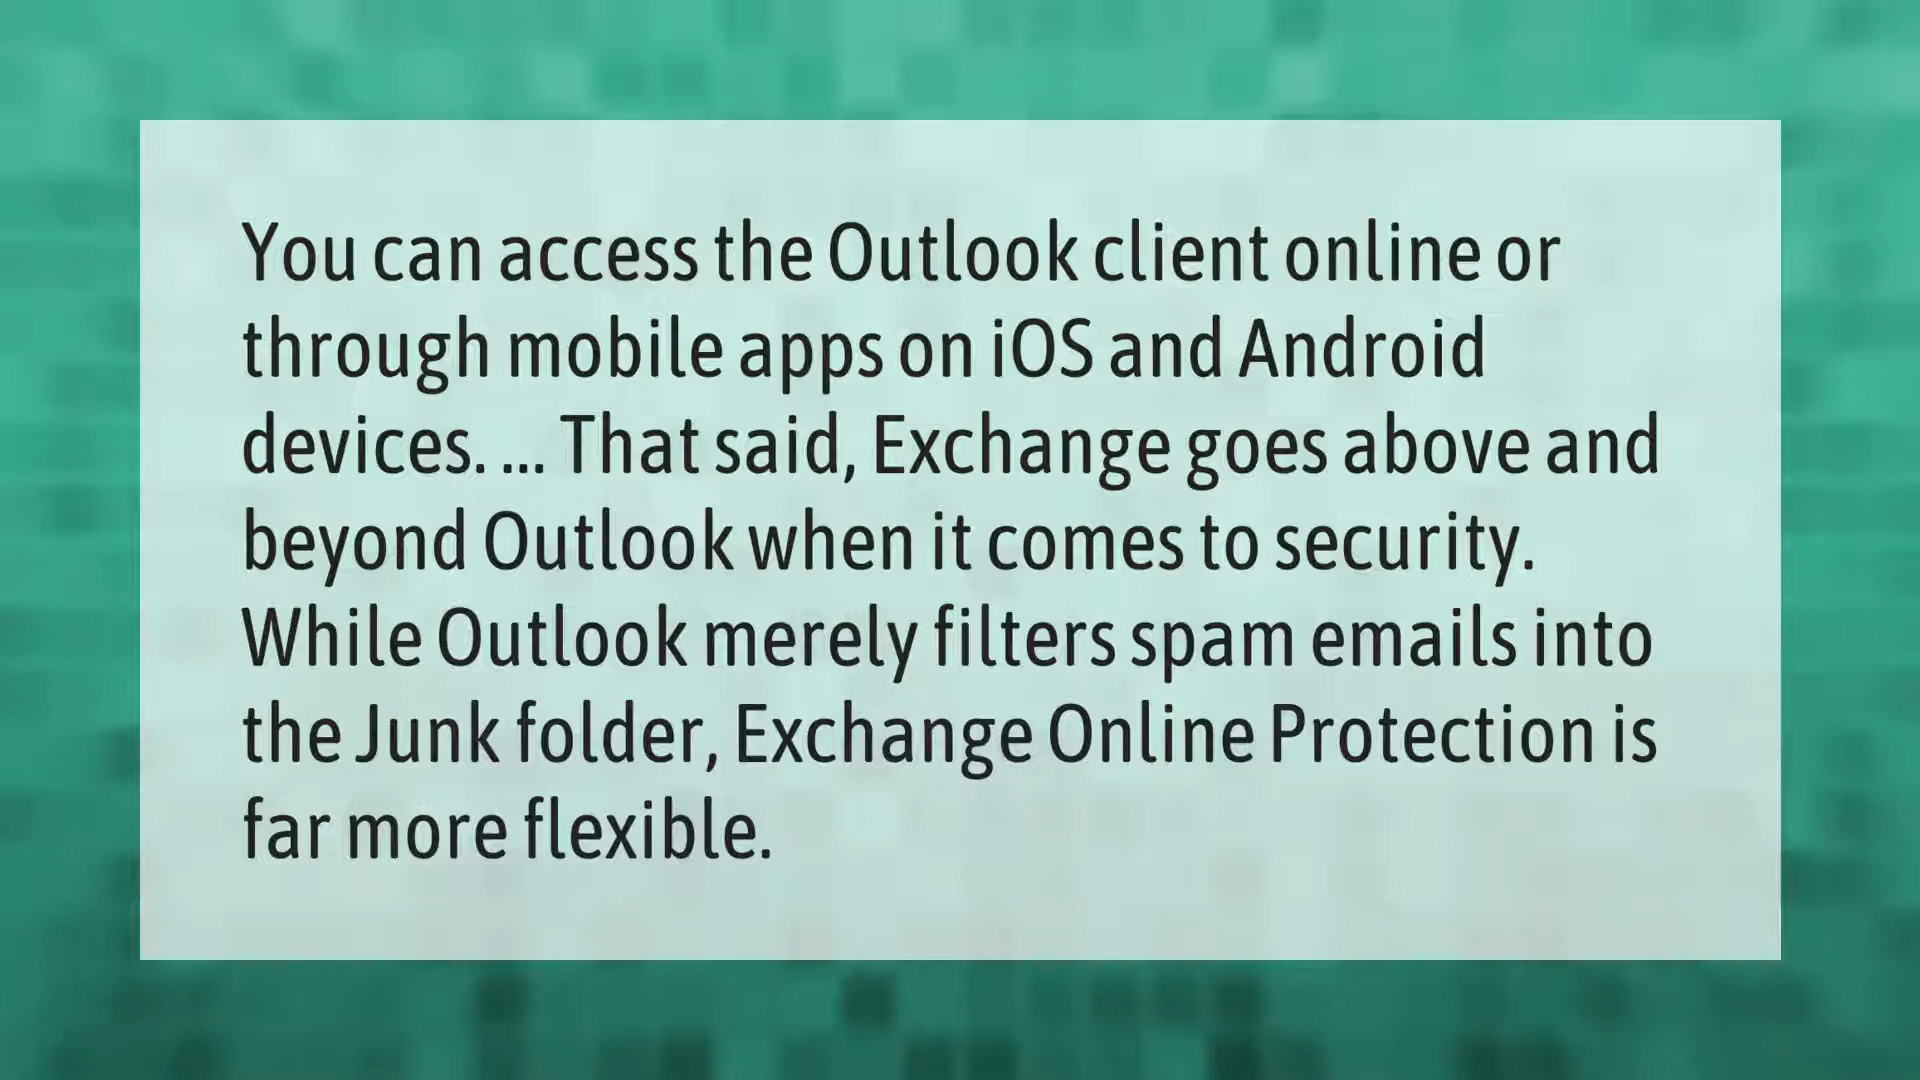 You can access the Outlook client online or
through mobile apps on iOS and Android
devices. ... That said, Exchange goes above and
beyond Outlook when it comes to security.
While Outlook merely filters spam emails into
the Junk folder, Exchange Online Protection is
far more flexible.